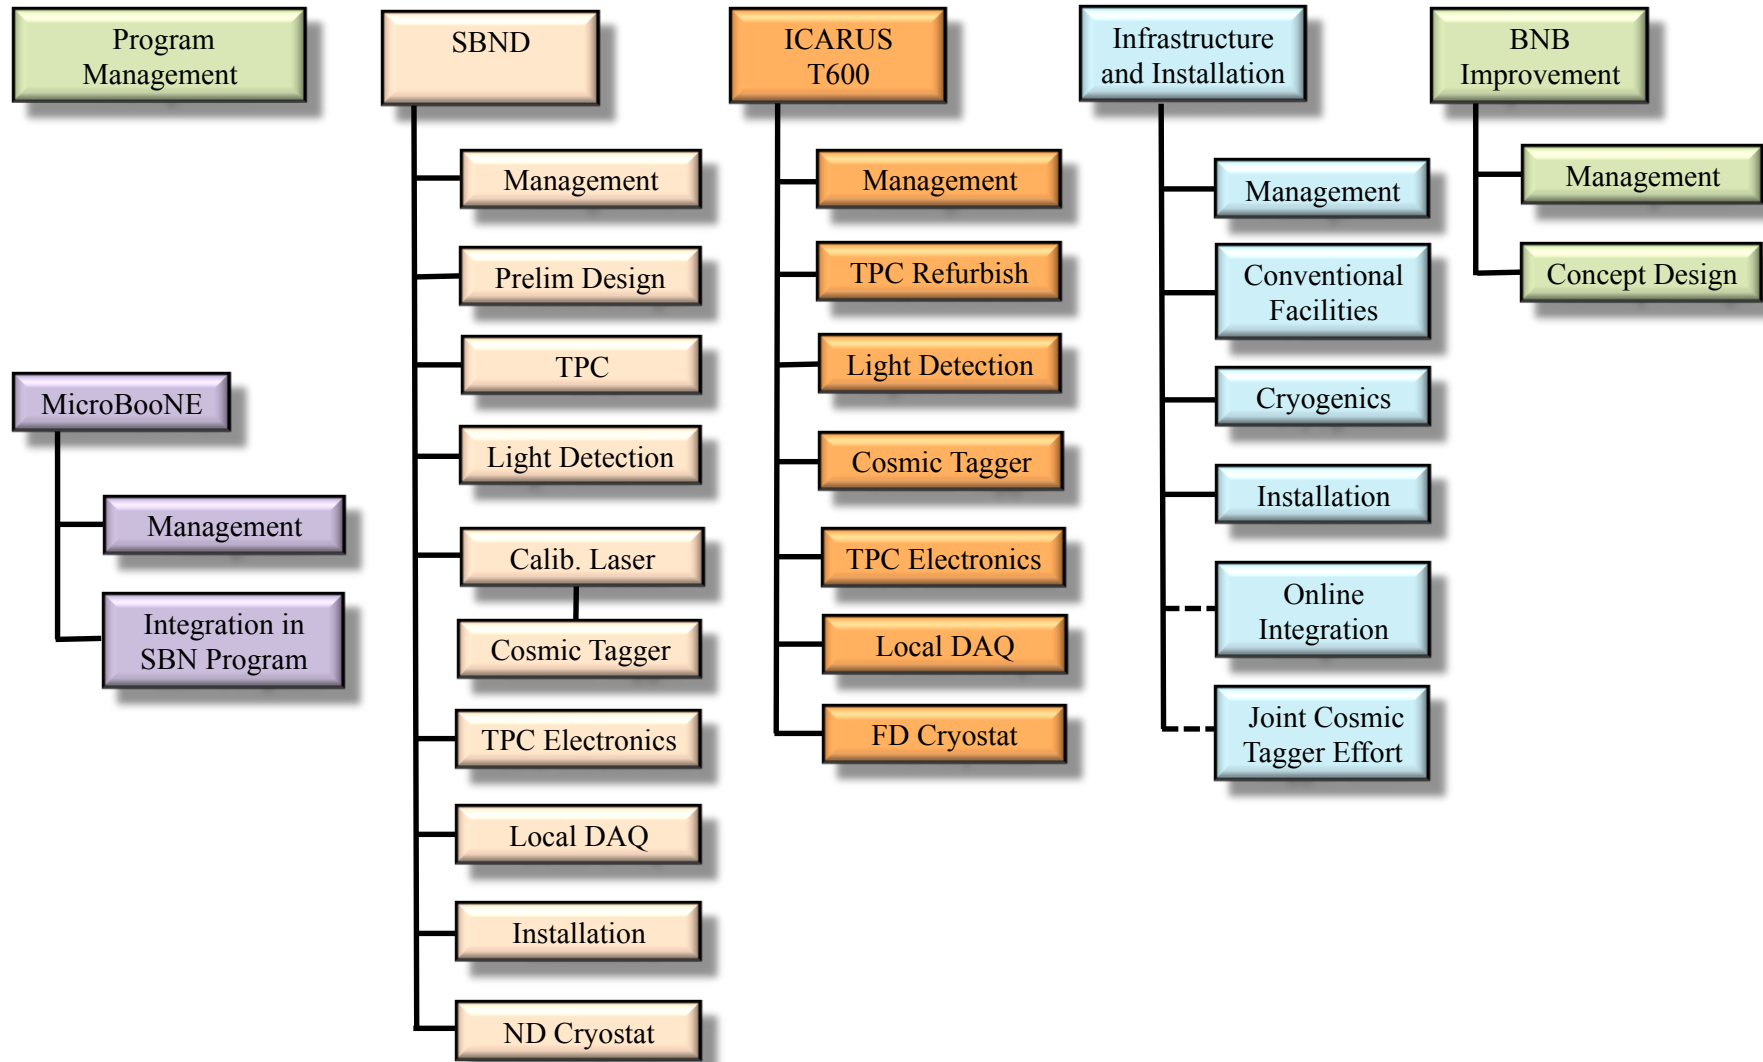 Program
Management
MicroBooNE
Management
Integration in
SBN Program
SBND
Management
Prelim Design
TPC
Light Detection
Calib. Laser
Cosmic Tagger
TPC Electronics
Local DAQ
Installation
ND Cryostat
ICARUS
T600
Management
TPC Refurbish
Light Detection
Cosmic Tagger
TPC Electronics
Local DAQ
FD Cryostat
Infrastructure
and Installation
Management
Conventional
Facilities
Cryogenics
Installation
Online
Integration
Joint Cosmic
Tagger Effort
BNB
Improvement
Management
Concept Design